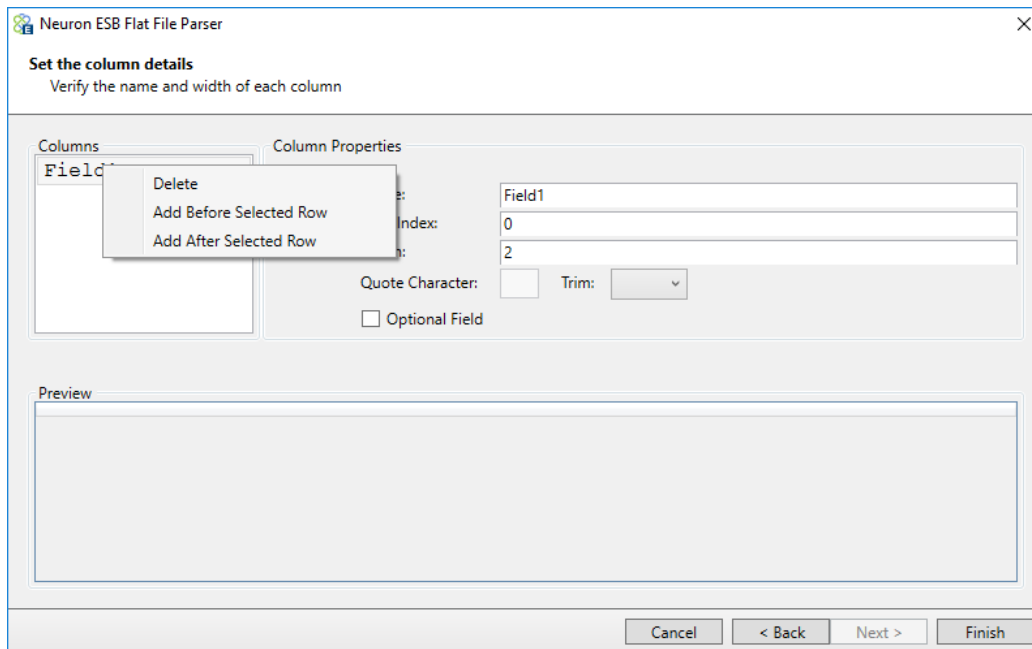 Neuron ESB Flat File Parser
Set the column details
Verify the name and width of each column
Columns
Column Properties
Delete
Field1
Add Before Selected Row
Index:
0
Add After Selected Row
2
Quote Character:
Trim:
Optional Field
Preview
Cancel
< Back
Next >
Finish